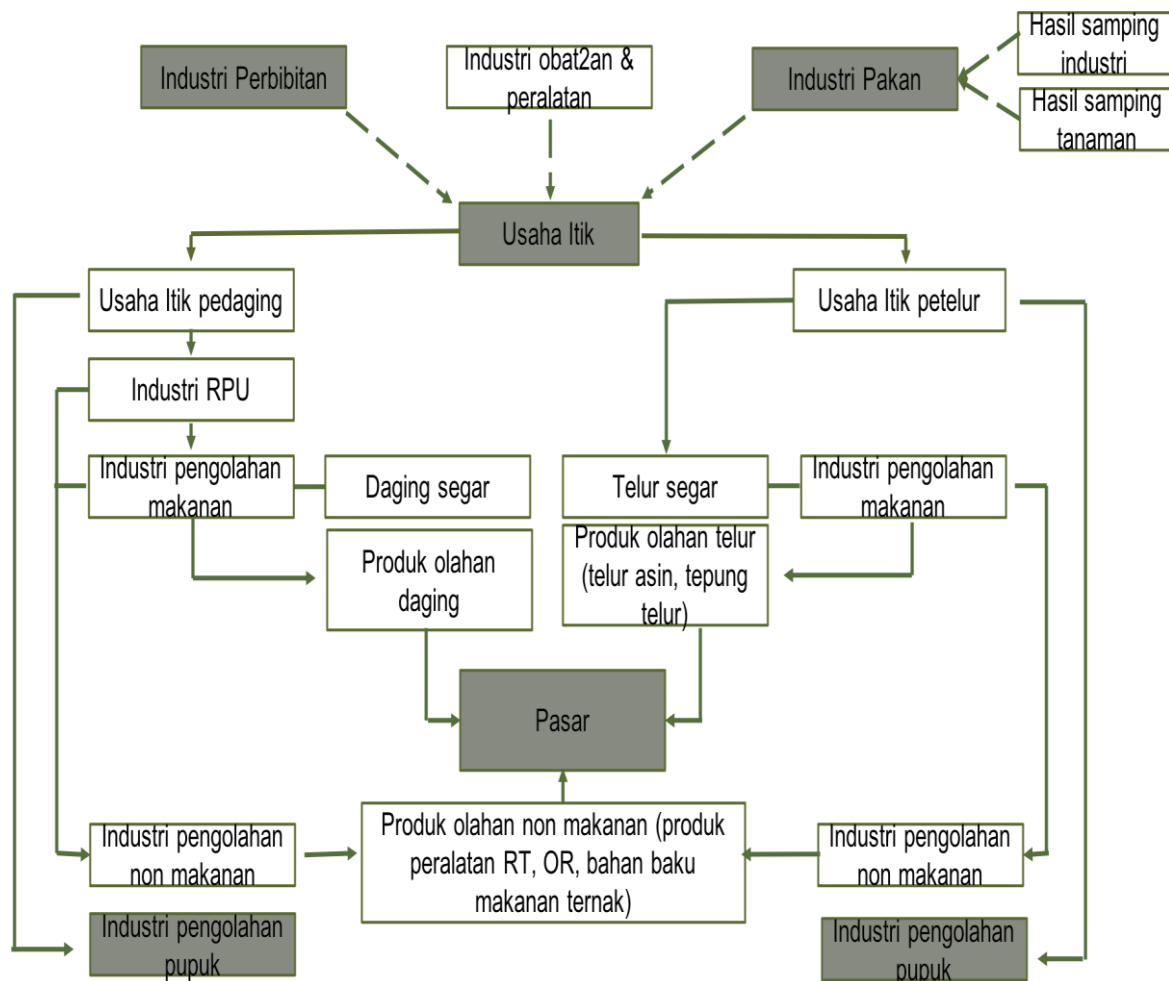 Industri Perbibitan
Industri obat2an &
peralatan
Industri Pakan
Hasil samping
industri
Hasil samping
tanaman
Usaha Itik
Usaha Itik pedaging
Usaha Itik petelur
Industri RPU
Industri pengolahan
makanan
Daging segar
Telur segar
Industri pengolahan
makanan
Produk olahan
daging
Produk olahan telur
(telur asin, tepung
telur)
Pasar
Industri pengolahan
non makanan
Produk olahan non makanan (produk
peralatan RT, OR, bahan baku
makanan ternak)
Industri pengolahan
non makanan
Industri pengolahan
pupuk
Industri pengolahan
pupuk